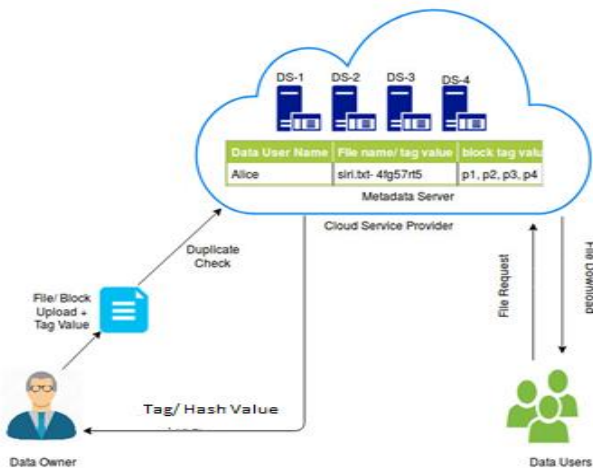 DS-1 DS-2 DS-3 DS-4
Data User Name File name/ tag value block tag valu
Alice siri.txt- 4fg57rt5 p1, p2, p3, p4
Metadata Server
Cloud Service Provider
Duplicate
Check
File/ Block
Upload +
Tag Value
File Request
File Download
Tag/ Hash Value
Data Owner
Data Users